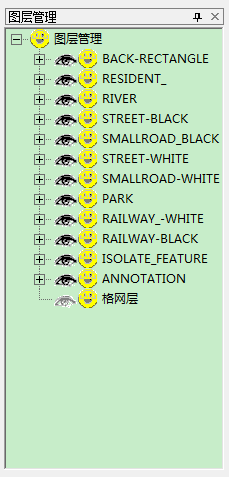 图层管理
图层管理
BACK-RECTANGLE
RESIDENT_
RIVER
STREET-BLACK
SMALLROAD_BLACK
STREET-WHITE
SMALLROAD-WHITE
PARK
RAILWAY_-WHITE
RAILWAY-BLACK
ISOLATE_FEATURE
ANNOTATION
格网层